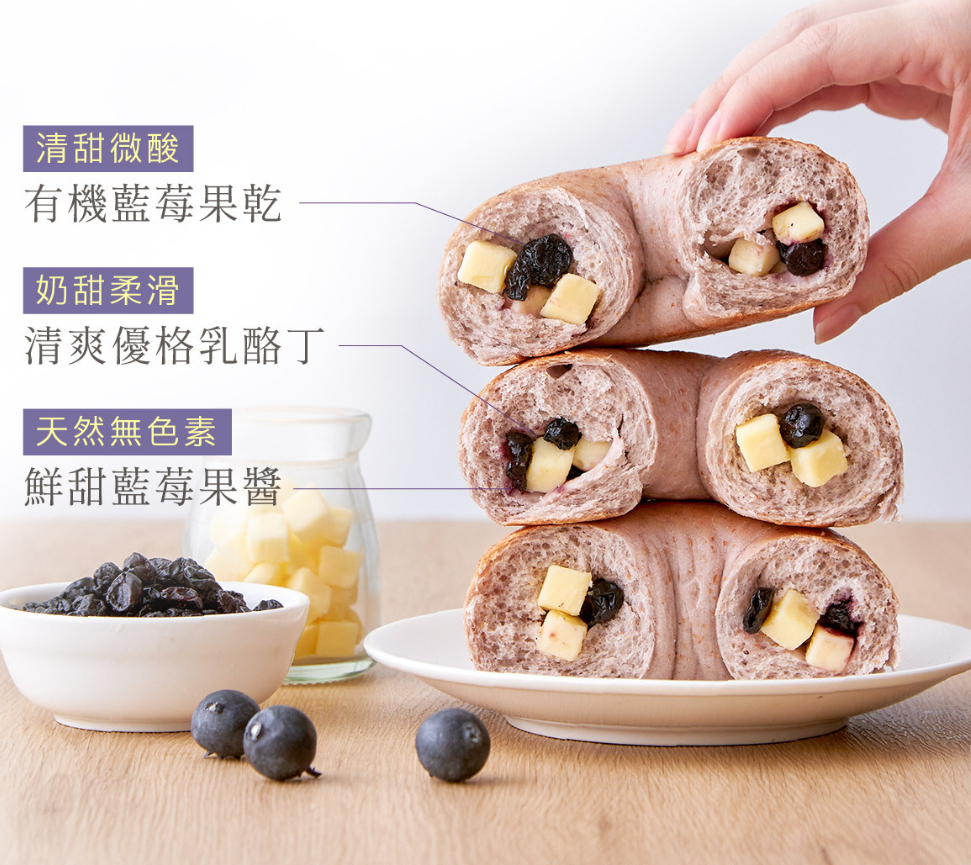 清甜微酸
有機藍莓果乾
奶甜柔滑
清爽優格乳酪丁
天然無色素
鮮甜藍莓果醬